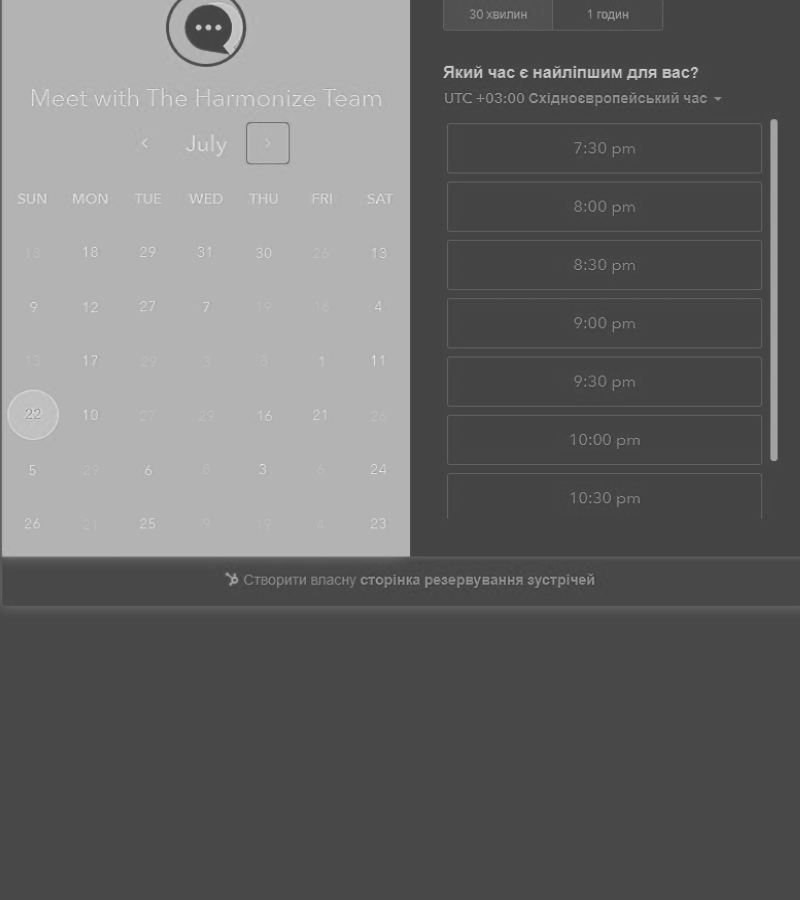 30 хвилин 1 годин
Який час є найліпшим для вас?
UTC +03:00 Східноєвропейський час
Meet with The Harmonize Team
July
SUN MON TUE WED THU FRI SAT
18 18 29 31 30 26 13
9 12 27 7 19 16 4
13 17 29 3 5 1 11
22 10 27 29 16 21 26
5 29 6 8 3 6 24
26 21 25 9 19 4 23
7:30 pm
8:00 pm
8:30 pm
9:00 pm
9:30 pm
10:00 pm
10:30 pm
Створити власну сторінка резервування зустрічей